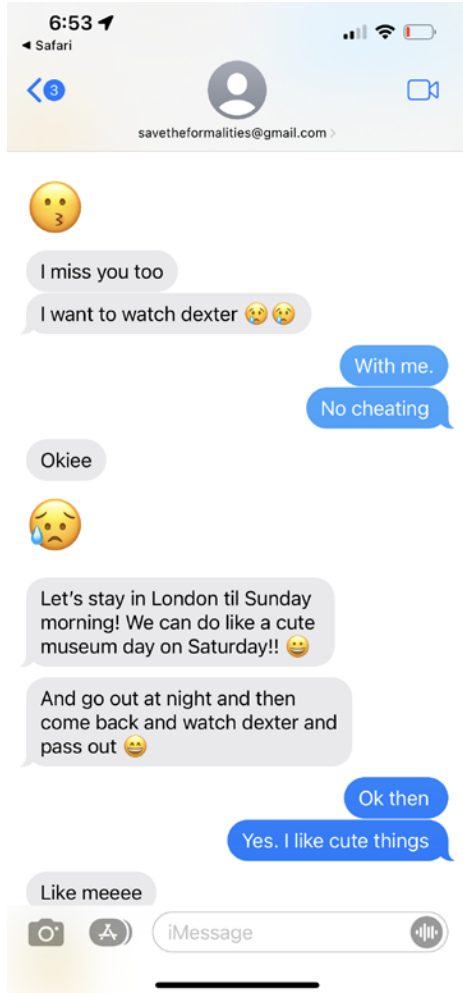 6:53
◀ Safari
3
savetheformalities@gmail.com >
😗
I miss you too
I want to watch dexter 😢😢
With me.
No cheating
Okiee
😥
Let's stay in London til Sunday
morning! We can do like a cute
museum day on Saturday!! 😀
And go out at night and then
come back and watch dexter and
pass out 😄
Ok then
Yes. I like cute things
Like meeee
iMessage